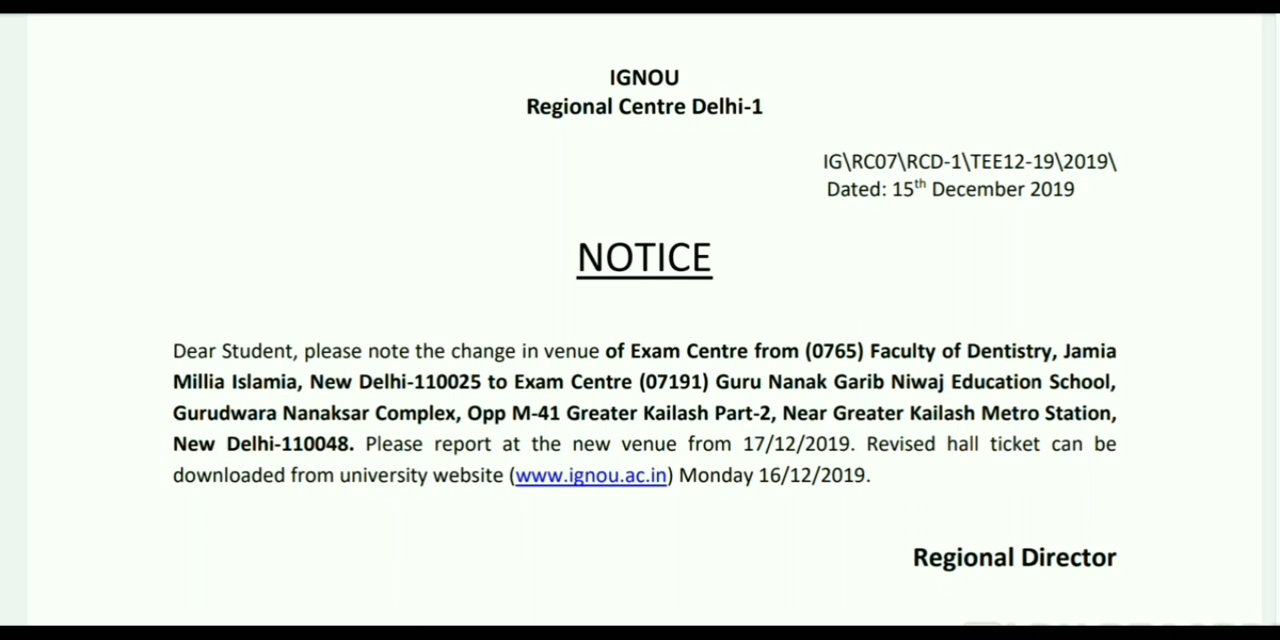 IGNOU
Regional Centre Delhi-1
IG\RC07\RCD-1\TEE12-19\2019\
Dated: 15th December 2019
NOTICE
Dear Student, please note the change in venue of Exam Centre from (0765) Faculty of Dentistry, Jamia
Millia Islamia, New Delhi-110025 to Exam Centre (07191) Guru Nanak Garib Niwaj Education School,
Gurudwara Nanaksar Complex, Opp M-41 Greater Kailash Part-2, Near Greater Kailash Metro Station,
New Delhi-110048. Please report at the new venue from 17/12/2019. Revised hall ticket can be
downloaded from university website (www.ignou.ac.in) Monday 16/12/2019.
Regional Director